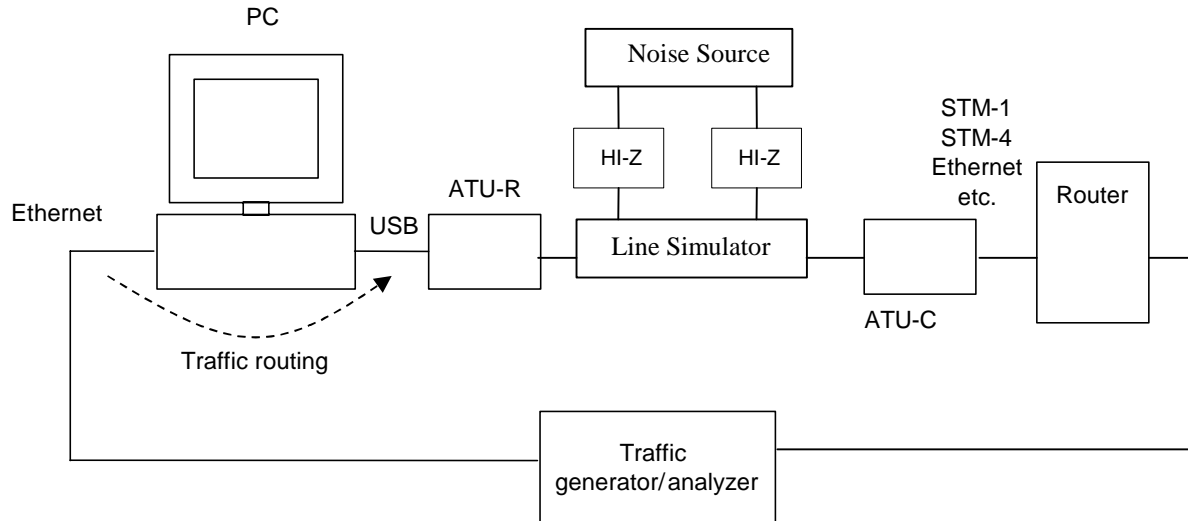 PC
Noise Source
HI-Z
HI-Z
STM-1
STM-4
Ethernet
etc.
Router
ATU-R
Ethernet
USB
Line Simulator
ATU-C
Traffic routing
Traffic
generator/analyzer